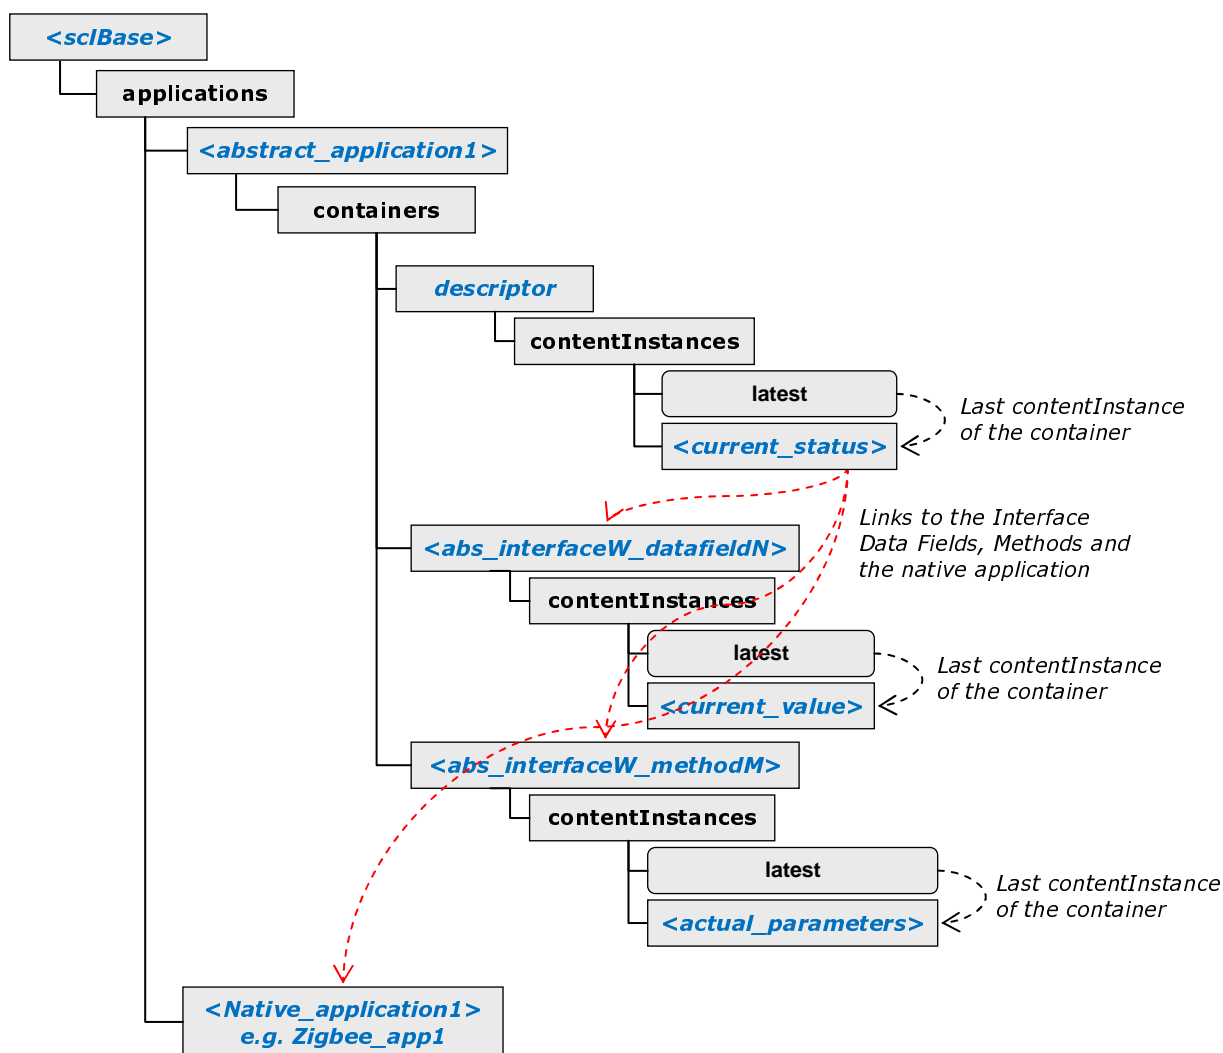 <sclBase>
applications
<abstract_application1>
containers
descriptor
contentInstances
latest
Last contentInstance
of the container
<current_status>
Links to the Interface
Data Fields, Methods and
the native application
<abs_interfaceW_datafieldN>
contentInstances
latest
Last contentInstance
of the container
<current_value>
<abs_interfaceW_methodM>
contentInstances
latest
Last contentInstance
of the container
<actual_parameters>
<Native_application1>
e.g. Zigbee_app1